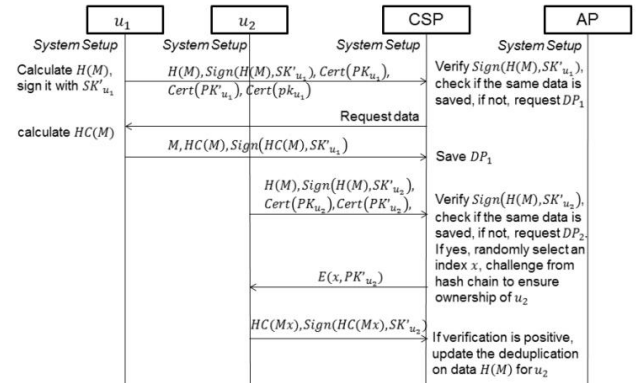 u₁ u₂ CSP AP
System Setup System Setup System Setup System Setup
Calculate H(M),
sign it with SK'ᵤ₁
H(M), Sign(H(M), SK'ᵤ₁), Cert(PKᵤ₁),
Cert(PK'ᵤ₁), Cert(pkᵤ₁)
Verify Sign(H(M), SK'ᵤ₁),
check if the same data is
saved, if not, request DP₁
Request data
calculate HC(M)
M, HC(M), Sign(HC(M), SK'ᵤ₁)
Save DP₁
H(M), Sign(H(M), SK'ᵤ₂),
Cert(PKᵤ₂), Cert(PK'ᵤ₂),
Verify Sign(H(M), SK'ᵤ₂),
check if the same data is
saved, if not, request DP₂.
If yes, randomly select an
index x, challenge from
hash chain to ensure
ownership of u₂
E(x, PK'ᵤ₂)
HC(Mx), Sign(HC(Mx), SK'ᵤ₂)
If verification is positive,
update the deduplication
on data H(M) for u₂